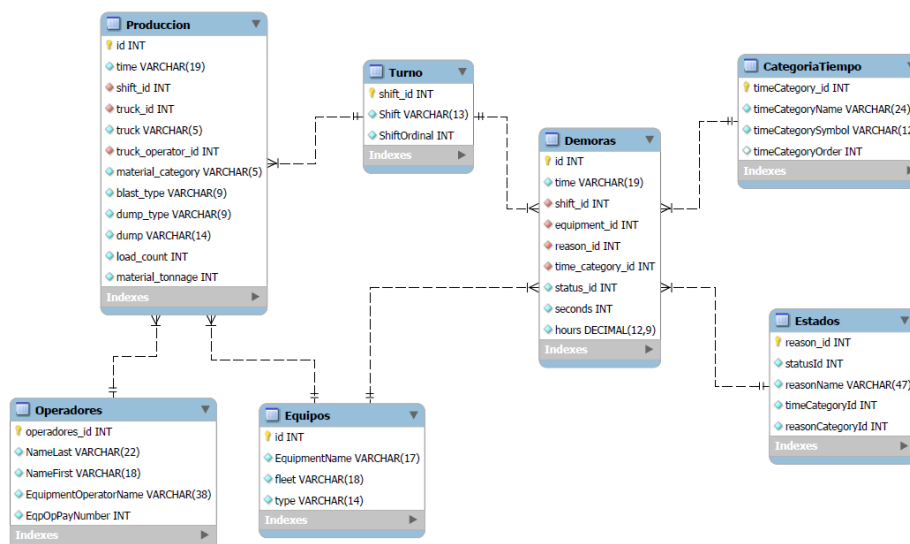 Produccion
id INT
time VARCHAR(19)
shift_id INT
truck_id INT
truck VARCHAR(5)
truck_operator_id INT
material_category VARCHAR(5)
blast_type VARCHAR(9)
dump_type VARCHAR(9)
dump VARCHAR(14)
load_count INT
material_tonnage INT
Indexes
Turno
shift_id INT
Shift VARCHAR(13)
ShiftOrdinal INT
Indexes
CategoriaTiempo
timeCategory_id INT
timeCategoryName VARCHAR(24)
timeCategorySymbol VARCHAR(12
timeCategoryOrder INT
Indexes
Demoras
id INT
time VARCHAR(19)
shift_id INT
equipment_id INT
reason_id INT
time_category_id INT
status_id INT
seconds INT
hours DECIMAL(12,9)
Indexes
Estados
reason_id INT
statusId INT
reasonName VARCHAR(47)
timeCategoryId INT
reasonCategoryId INT
Indexes
Operadores
operadores_id INT
NameLast VARCHAR(22)
NameFirst VARCHAR(18)
EquipmentOperatorName VARCHAR(38)
EqpOpPayNumber INT
Indexes
Equipos
id INT
EquipmentName VARCHAR(17)
fleet VARCHAR(18)
type VARCHAR(14)
Indexes